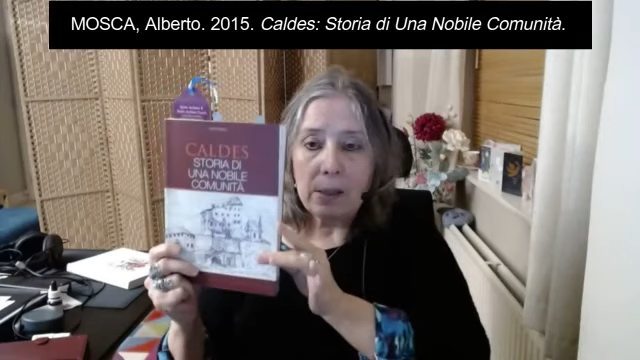 MOSCA, Alberto. 2015. Caldes: Storia di Una Nobile Comunità.
CALDES
STORIA DI
UNA NOBILE
COMUNITÀ